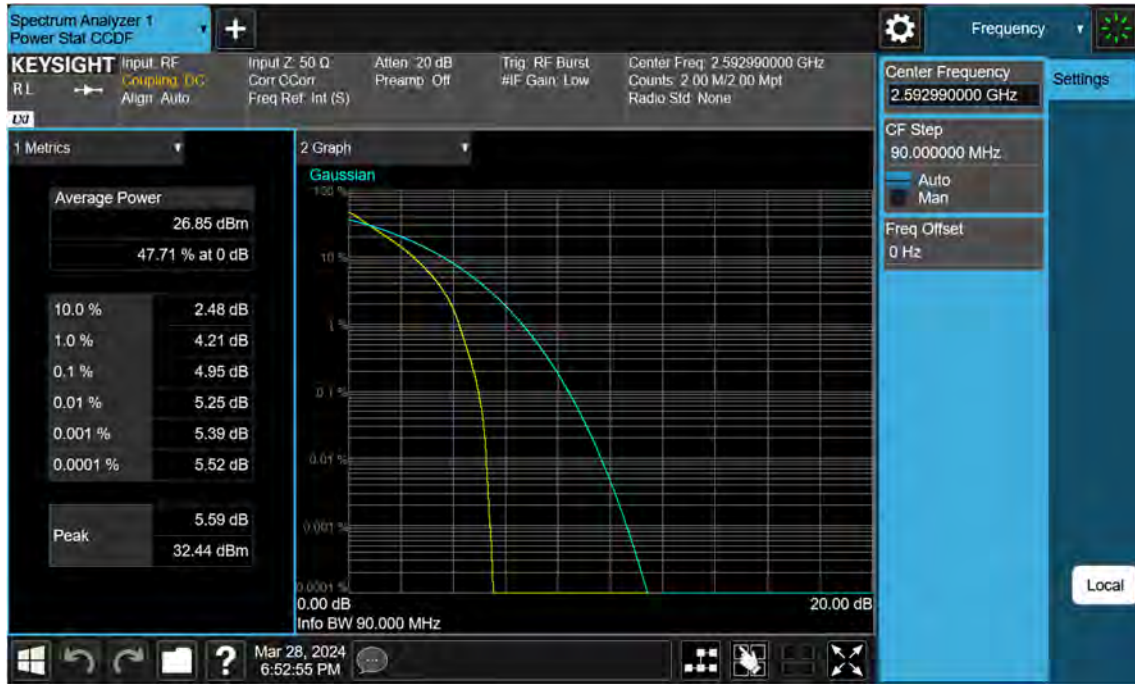 Spectrum Analyzer 1
Power Stat CCDF
Frequency
KEYSIGHT
RL
LXI
Input: RF
Coupling: DC
Align: Auto
Input Z: 50 Ω
Corr CCorr
Freq Ref: Int (S)
Atten: 20 dB
Preamp: Off
Trig: RF Burst
#IF Gain: Low
Center Freq: 2.592990000 GHz
Counts: 2.00 M/2.00 Mpt
Radio Std: None
Center Frequency
2.592990000 GHz
Settings
CF Step
90.000000 MHz
Auto
Man
Freq Offset
0 Hz
1 Metrics
Average Power
26.85 dBm
47.71 % at 0 dB
10.0 % 2.48 dB
1.0 % 4.21 dB
0.1 % 4.95 dB
0.01 % 5.25 dB
0.001 % 5.39 dB
0.0001 % 5.52 dB
Peak
5.59 dB
32.44 dBm
2 Graph
Gaussian
100 %
10 %
1 %
0.1 %
0.01 %
0.001 %
0.0001 %
0.00 dB 20.00 dB
Info BW 90.000 MHz
Local
?
Mar 28, 2024
6:52:55 PM